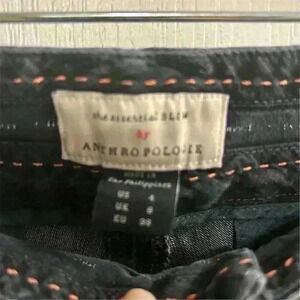 the essential SLIM
by
ANTHROPOLOGIE
MADE IN
The Philippines
US 4
UK 8
EU 36